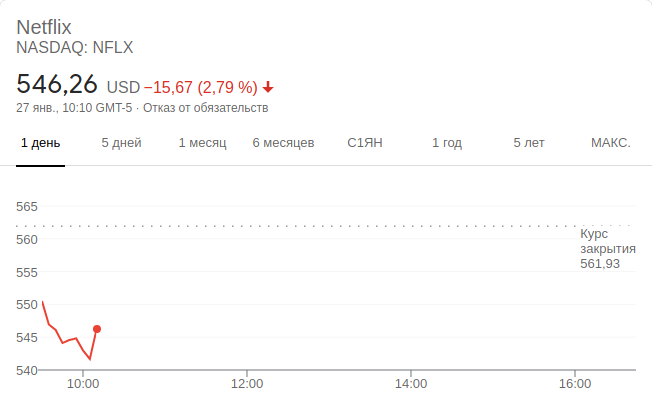 Netflix
NASDAQ: NFLX
546,26 USD −15,67 (2,79 %)
27 янв., 10:10 GMT-5 · Отказ от обязательств
1 день 5 дней 1 месяц 6 месяцев С1ЯН 1 год 5 лет МАКС.
565
560
555
550
545
540
Курс
закрытия
561,93
10:00 12:00 14:00 16:00